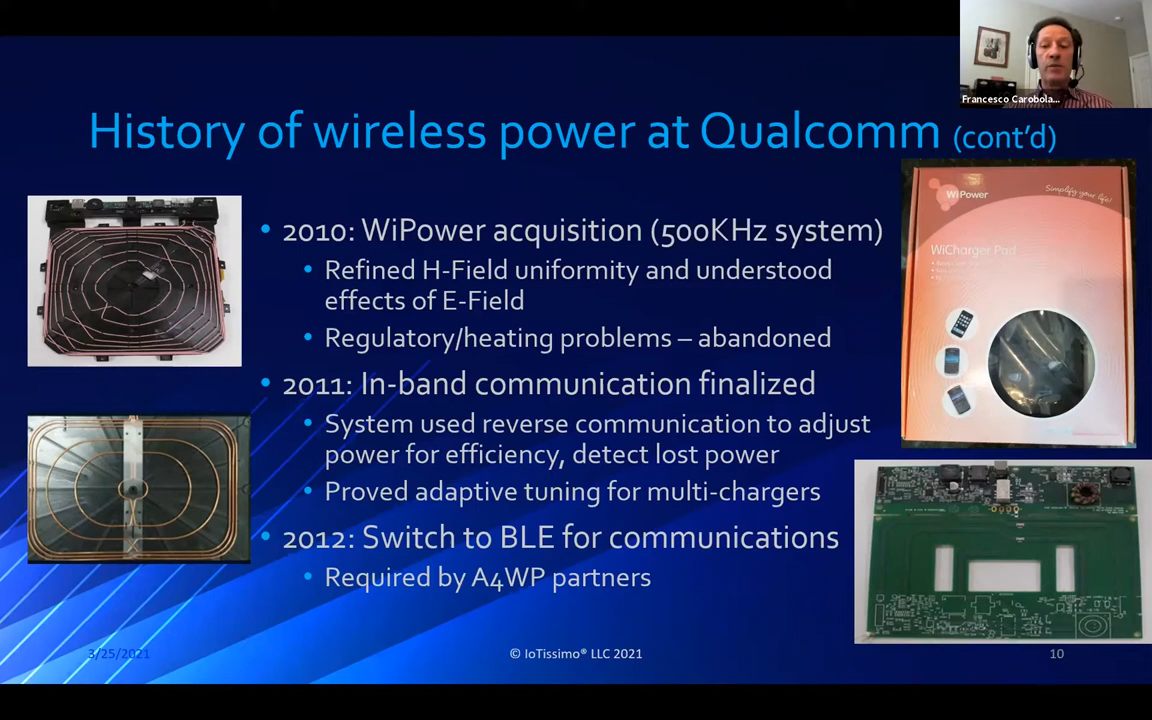 Francesco Carobola...
History of wireless power at Qualcomm (cont'd)
• 2010: WiPower acquisition (500KHz system)
• Refined H-Field uniformity and understood
effects of E-Field
• Regulatory/heating problems – abandoned
• 2011: In-band communication finalized
• System used reverse communication to adjust
power for efficiency, detect lost power
• Proved adaptive tuning for multi-chargers
• 2012: Switch to BLE for communications
• Required by A4WP partners
WiPower
Simplify your life!
WiCharger Pad
3/25/2021
© IoTissimo® LLC 2021
10